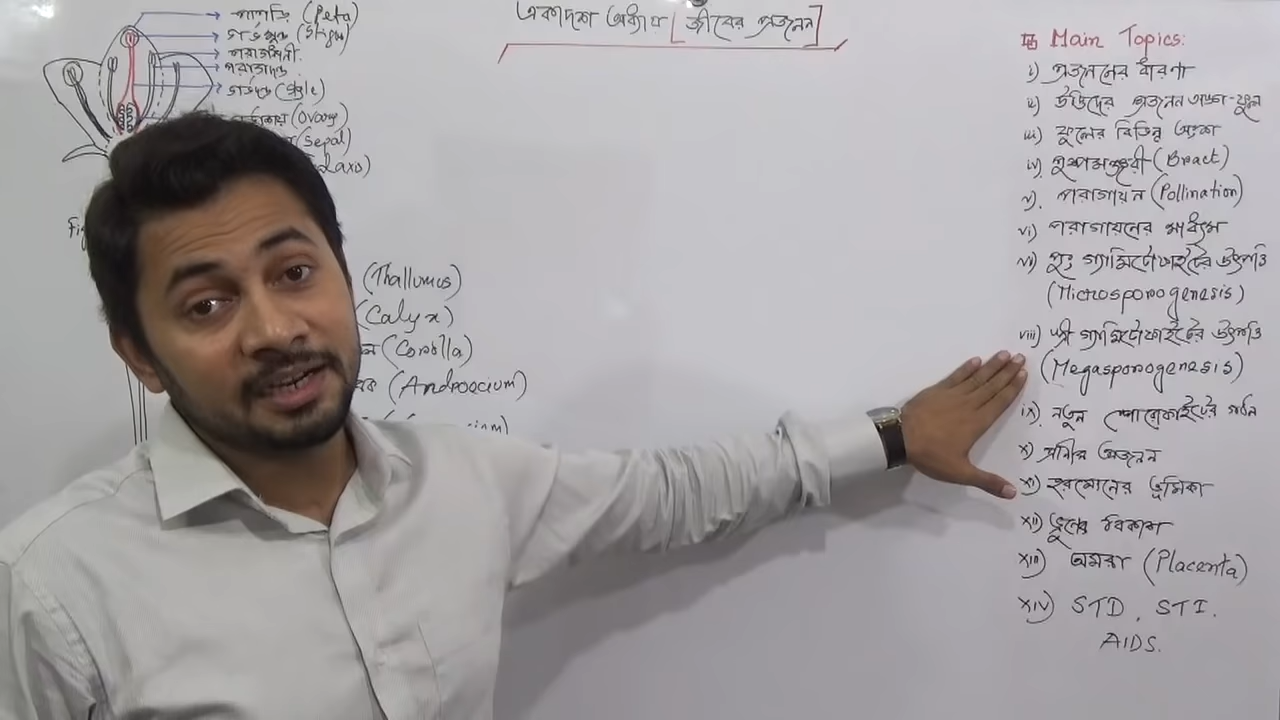 একাদশ অধ্যায় [জীবের প্রজনন]
পাপড়ি (Peta
গর্ভমুণ্ড (Stigm
পরাগধানী
পরাগদণ্ড
গর্ভদণ্ড (Style)
(Sepal)
(Thallumus)
(Calyx)
(Corolla)
(Androecium)
Main Topics:
i) প্রজননের ধারণা
ii) উদ্ভিদের প্রজনন অঙ্গ-ফুল
iii) ফুলের বিভিন্ন অংশ
iv) পুষ্পমঞ্জরী (Bract)
v) পরাগায়ন (Pollination)
vi) পরাগায়নের মাধ্যম
vii) পুং গ্যামিটোফাইটের উৎপত্তি
(Microsporogenesis)
viii) স্ত্রী গ্যামিটোফাইটের উৎপত্তি
(Megasporogenesis)
ix) নতুন স্পোরোফাইটের গঠন
x) প্রাণীর প্রজনন
xi) হরমোনের ভূমিকা
xii) ভ্রুনের বিকাশ
xiii) অমরা (Placenta)
xiv) STD, STI.
AIDS.